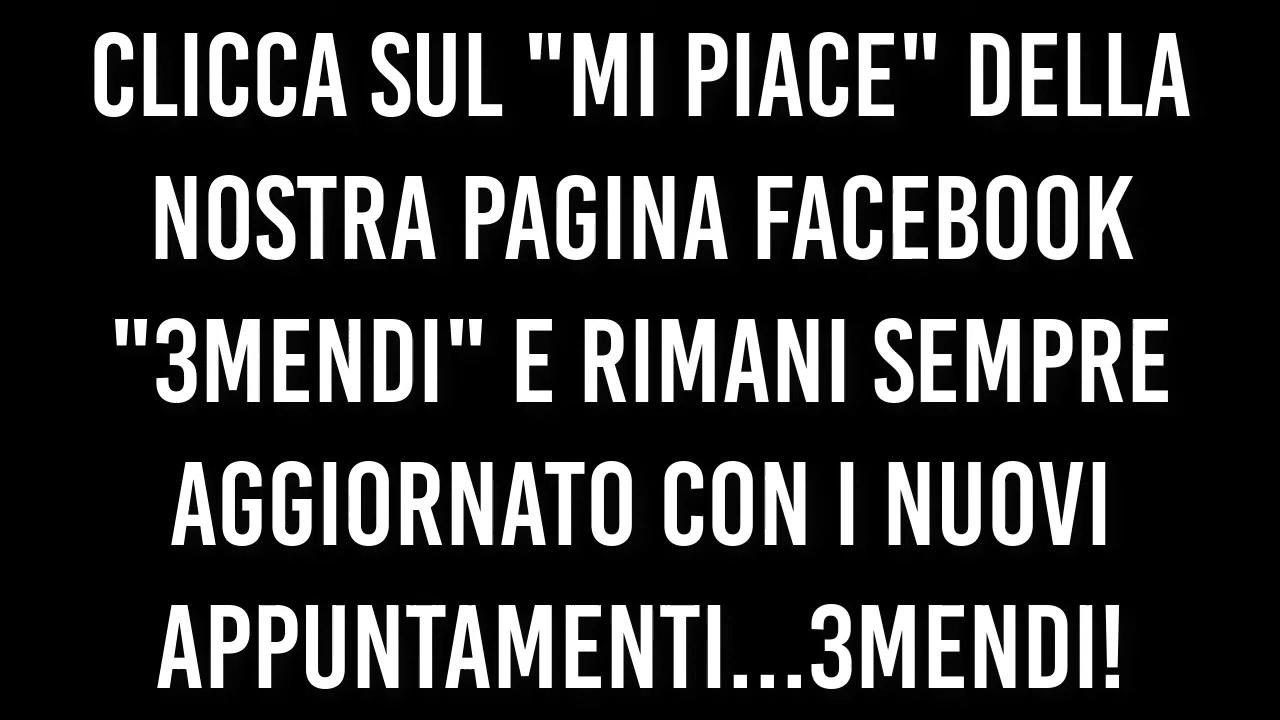 CLICCA SUL "MI PIACE" DELLA
NOSTRA PAGINA FACEBOOK
"3MENDI" E RIMANI SEMPRE
AGGIORNATO CON I NUOVI
APPUNTAMENTI...3MENDI!